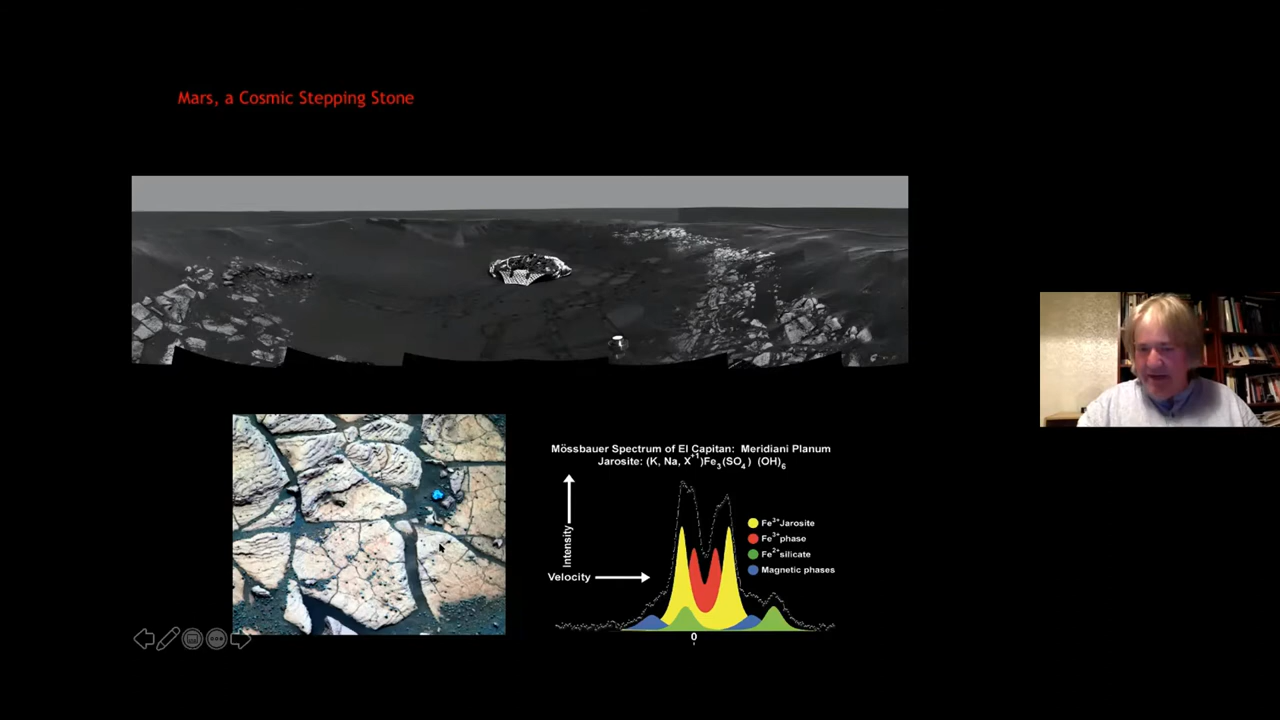 Mars, a Cosmic Stepping Stone
Mössbauer Spectrum of El Capitan: Meridiani Planum
Jarosite: (K, Na, X⁺¹)Fe₃(SO₄) (OH)₆
Intensity
Velocity
Fe³⁺Jarosite
Fe³⁺phase
Fe²⁺silicate
Magnetic phases
0